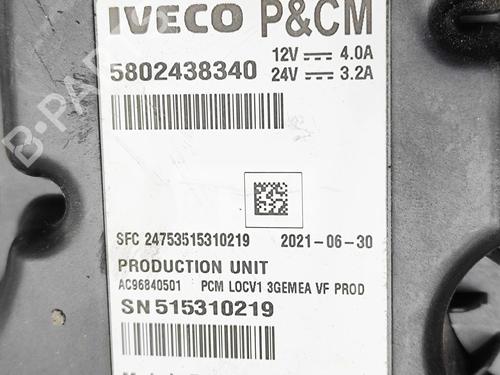 IVECO P&CM
12V 4.0A
5802438340
24V 3.2A
SFC 24753515310219 2021-06-30
PRODUCTION UNIT
AC96840501 PCM LOCV1 3GEMEA VF PROD
SN 515310219
B-PARTS